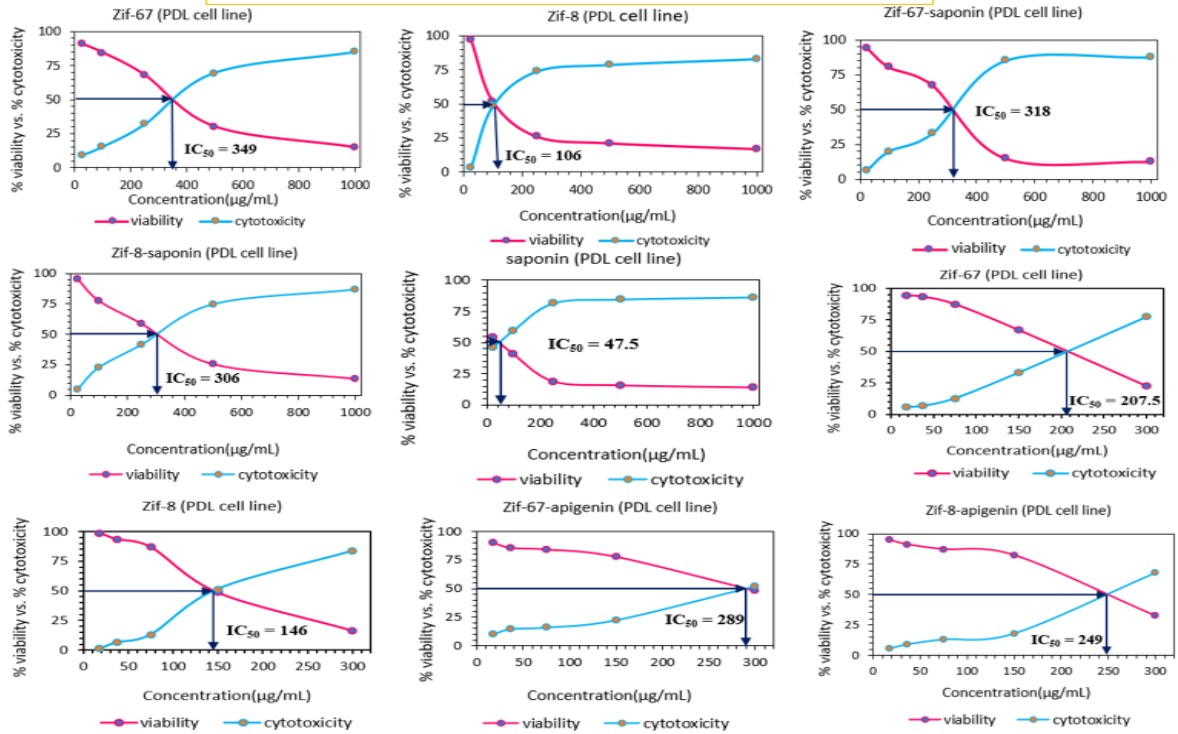 Zif-67 (PDL cell line)
% viability vs. % cytotoxicity
100
75
50
25
0
IC50 = 349
0 200 400 600 800 1000
Concentration(µg/mL)
viability cytotoxicity
Zif-8 (PDL cell line)
% viability vs. % cytotoxicity
100
75
50
25
0
IC50 = 106
0 200 400 600 800 1000
Concentration(µg/mL)
viability cytotoxicity
Zif-67-saponin (PDL cell line)
% viability vs. % cytotoxicity
100
75
50
25
0
IC50 = 318
0 200 400 600 800 1000
Concentration(µg/mL)
viability cytotoxicity
Zif-8-saponin (PDL cell line)
% viability vs. % cytotoxicity
100
75
50
25
0
IC50 = 306
0 200 400 600 800 1000
Concentration(µg/mL)
viability cytotoxicity
saponin (PDL cell line)
% viability vs. % cytotoxicity
100
75
50
25
0
IC50 = 47.5
0 200 400 600 800 1000
Concentration(µg/mL)
viability cytotoxicity
Zif-67 (PDL cell line)
% viability vs. % cytotoxicity
100
75
50
25
0
IC50 = 207.5
0 50 100 150 200 250 300
Concentration(µg/mL)
viability cytotoxicity
Zif-8 (PDL cell line)
% viability vs. % cytotoxicity
100
75
50
25
0
IC50 = 146
0 50 100 150 200 250 300
Concentration(µg/mL)
viability cytotoxicity
Zif-67-apigenin (PDL cell line)
% viability vs. % cytotoxicity
100
75
50
25
0
IC50 = 289
0 50 100 150 200 250 300
Concentration(µg/mL)
viability cytotoxicity
Zif-8-apigenin (PDL cell line)
% viability vs. % cytotoxicity
100
75
50
25
0
IC50 = 249
0 50 100 150 200 250 300
Concentration(µg/mL)
viability cytotoxicity